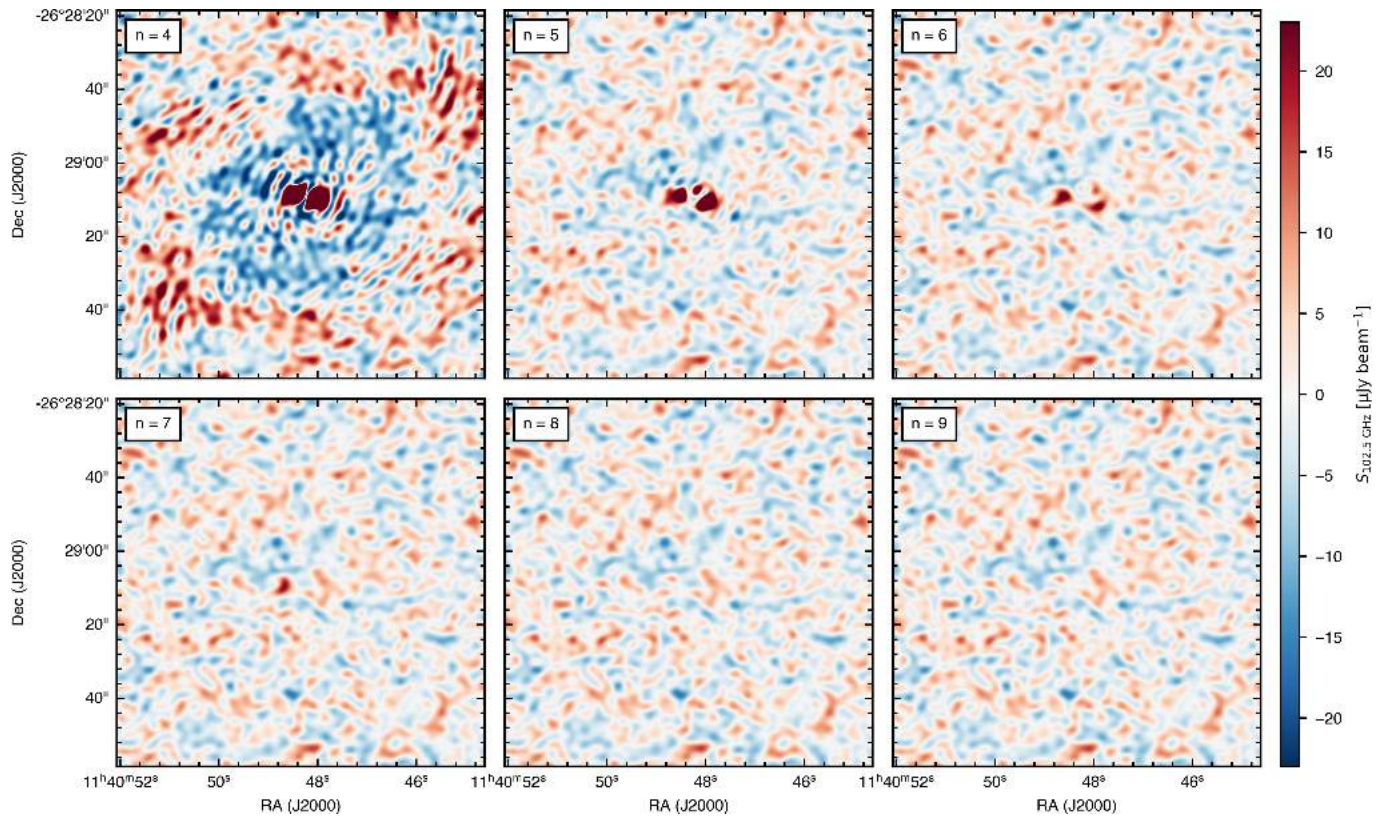 -26°28'20"
n = 4
n = 5
n = 6
20
40"
15
10
29'00"
Dec (J2000)
5
20"
0
S102.5 GHz [µJy beam⁻¹]
40"
-5
-26°28'20"
n = 7
n = 8
n = 9
40"
-10
29'00"
Dec (J2000)
-15
20"
40"
-20
11ʰ40ᵐ52ˢ 50ˢ 48ˢ 11ʰ40ᵐ52ˢ 50ˢ 48ˢ 11ʰ40ᵐ52ˢ 50ˢ 48ˢ 46ˢ
RA (J2000) RA (J2000) RA (J2000)